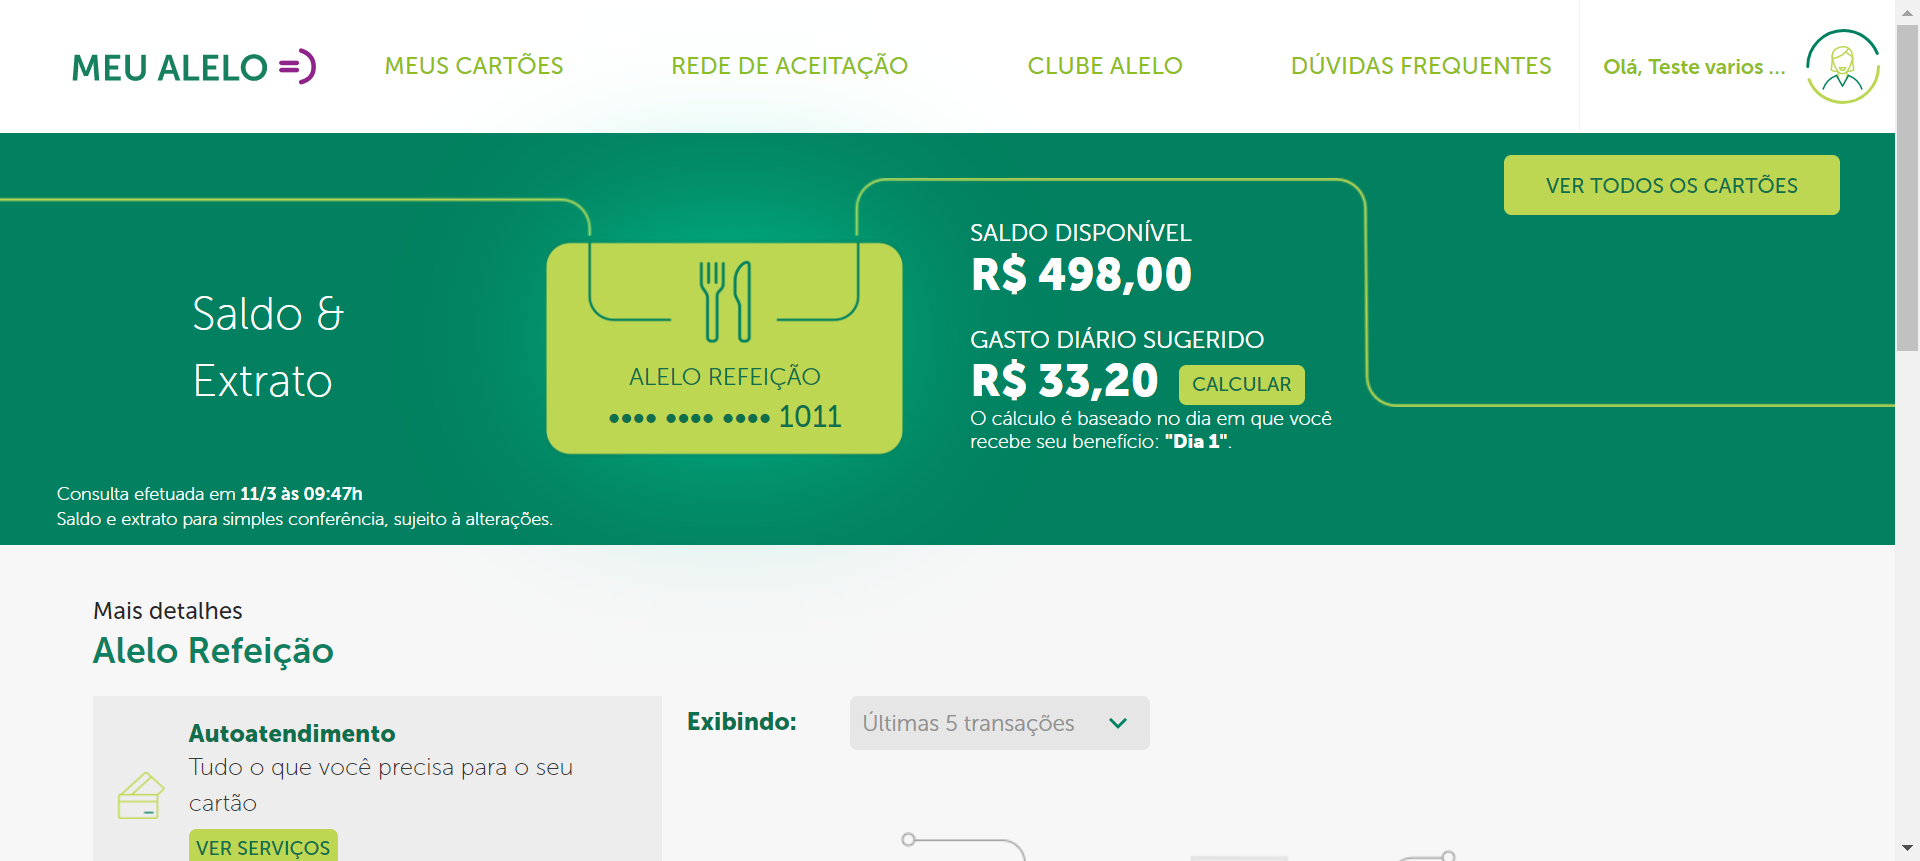 MEU ALELO
MEUS CARTÕES
REDE DE ACEITAÇÃO
CLUBE ALELO
DÚVIDAS FREQUENTES
Olá, Teste varios ...
VER TODOS OS CARTÕES
Saldo &
Extrato
ALELO REFEIÇÃO
•••• •••• •••• 1011
SALDO DISPONÍVEL
R$ 498,00
GASTO DIÁRIO SUGERIDO
R$ 33,20
CALCULAR
O cálculo é baseado no dia em que você
recebe seu benefício: "Dia 1".
Consulta efetuada em 11/3 às 09:47h
Saldo e extrato para simples conferência, sujeito à alterações.
Mais detalhes
Alelo Refeição
Autoatendimento
Tudo o que você precisa para o seu
cartão
VER SERVIÇOS
Exibindo:
Últimas 5 transações